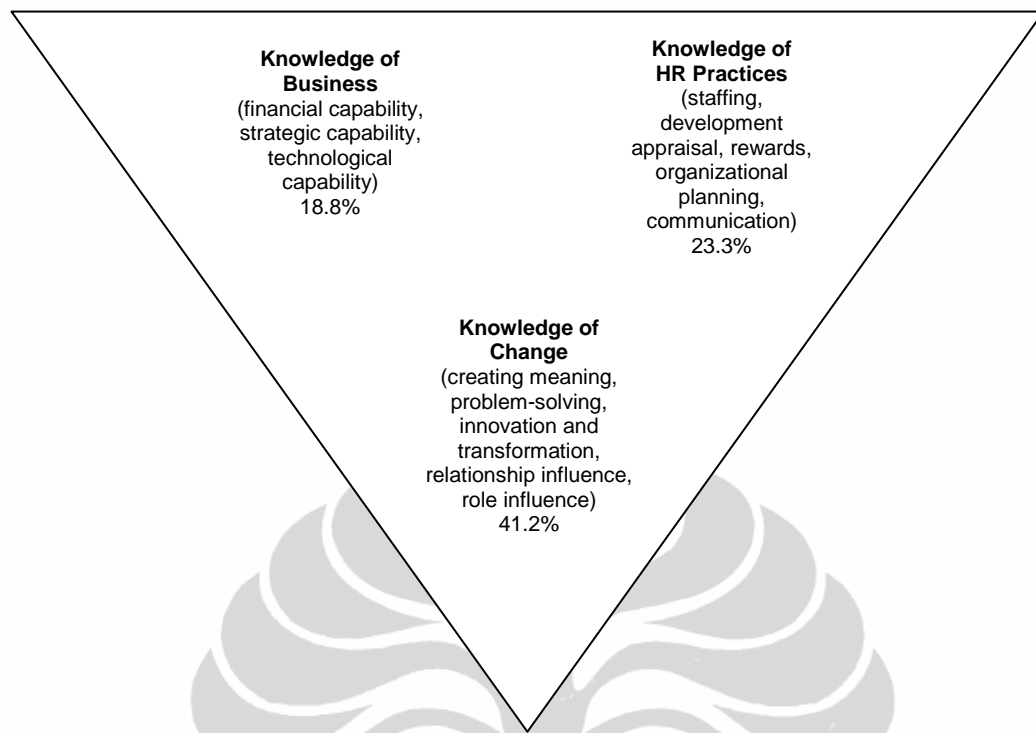 Knowledge of
Business
(financial capability,
strategic capability,
technological
capability)
18.8%
Knowledge of
HR Practices
(staffing,
development
appraisal, rewards,
organizational
planning,
communication)
23.3%
Knowledge of
Change
(creating meaning,
problem-solving,
innovation and
transformation,
relationship influence,
role influence)
41.2%